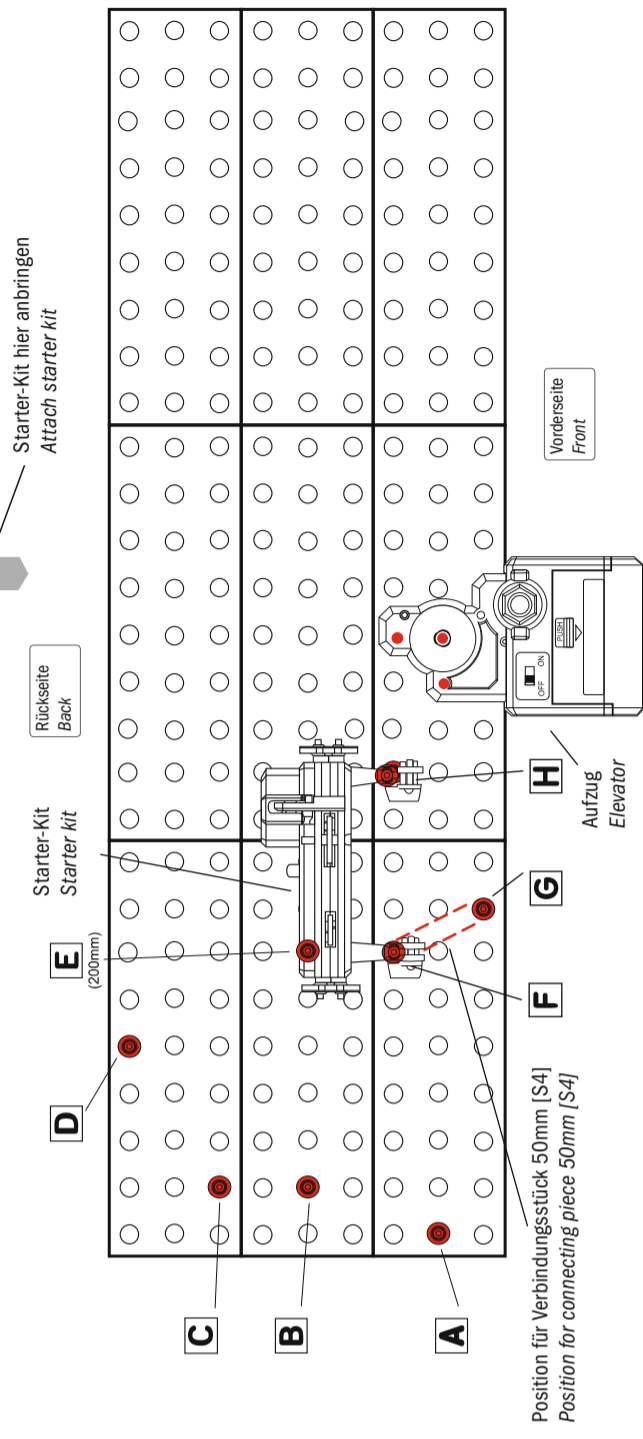 Starter-Kit hier anbringen
Attach starter kit
Rückseite
Back
Starter-Kit
Starter kit
E
(200mm)
D
C
B
A
Vorderseite
Front
PUSH
OFF ON
H
Aufzug
Elevator
G
F
Position für Verbindungsstück 50mm [S4]
Position for connecting piece 50mm [S4]